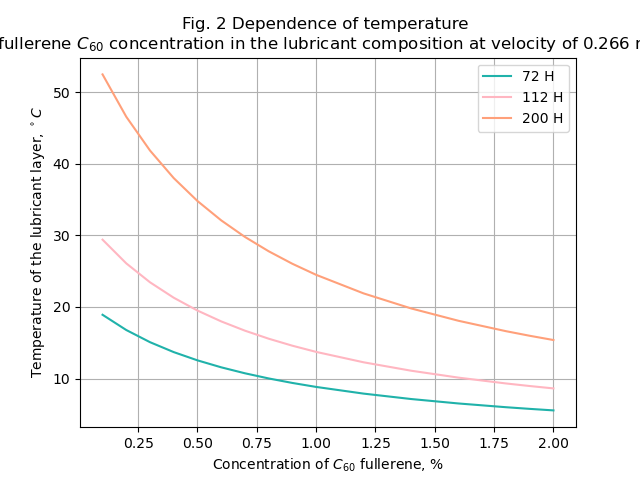 Fig. 2 Dependence of temperature
fullerene C₆₀ concentration in the lubricant composition at velocity of 0.266
72 H
112 H
200 H
Temperature of the lubricant layer, °C
50
40
30
20
10
0.25 0.50 0.75 1.00 1.25 1.50 1.75 2.00
Concentration of C₆₀ fullerene, %